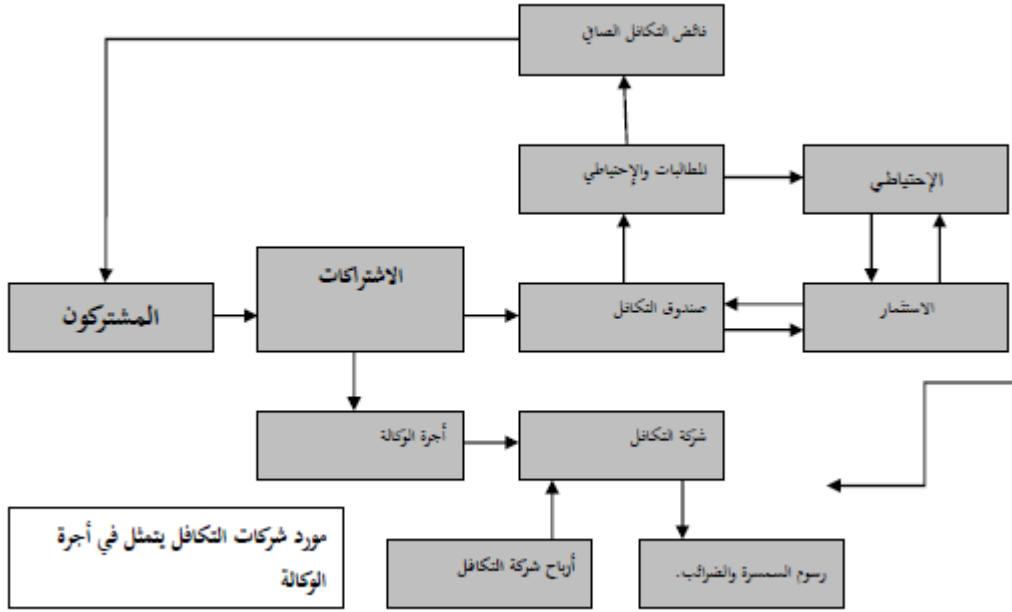 فائض التكافل الصافي
المطالبات والإحتياطي
الإحتياطي
الاشتراكات
المشتركون
صندوق التكافل
الاستثمار
أجرة الوكالة
شركة التكافل
مورد شركات التكافل يتمثل في أجرة
الوكالة
أرباح شركة التكافل
رسوم السمسرة والضرائب.